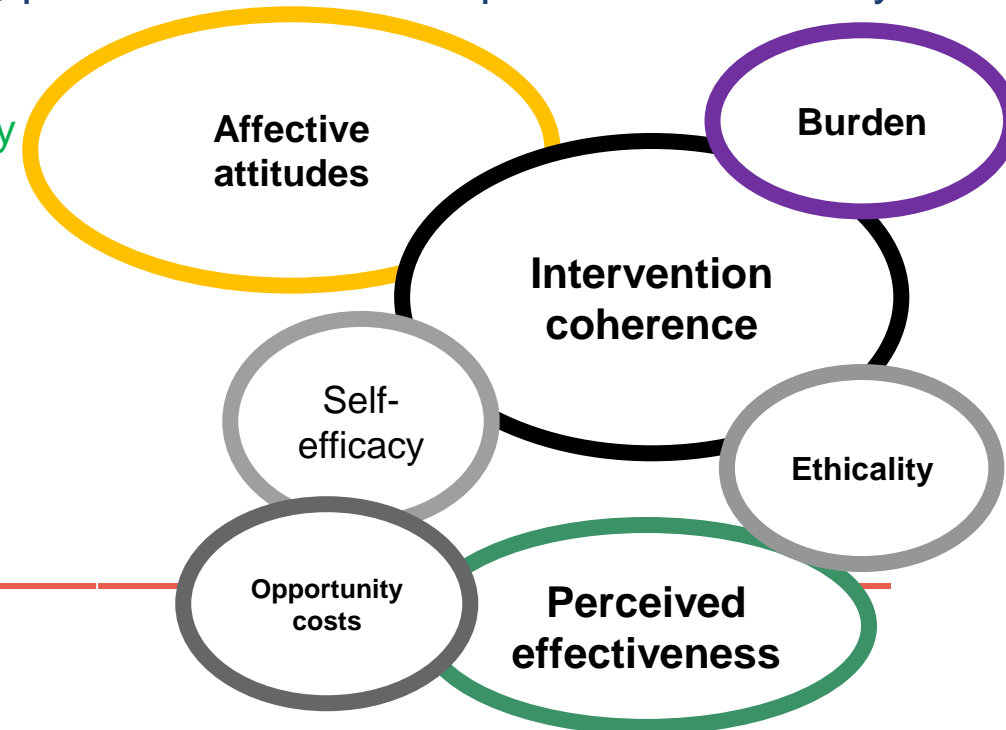 Affective
attitudes
Burden
Intervention
coherence
Self-
efficacy
Ethicality
Opportunity
costs
Perceived
effectiveness